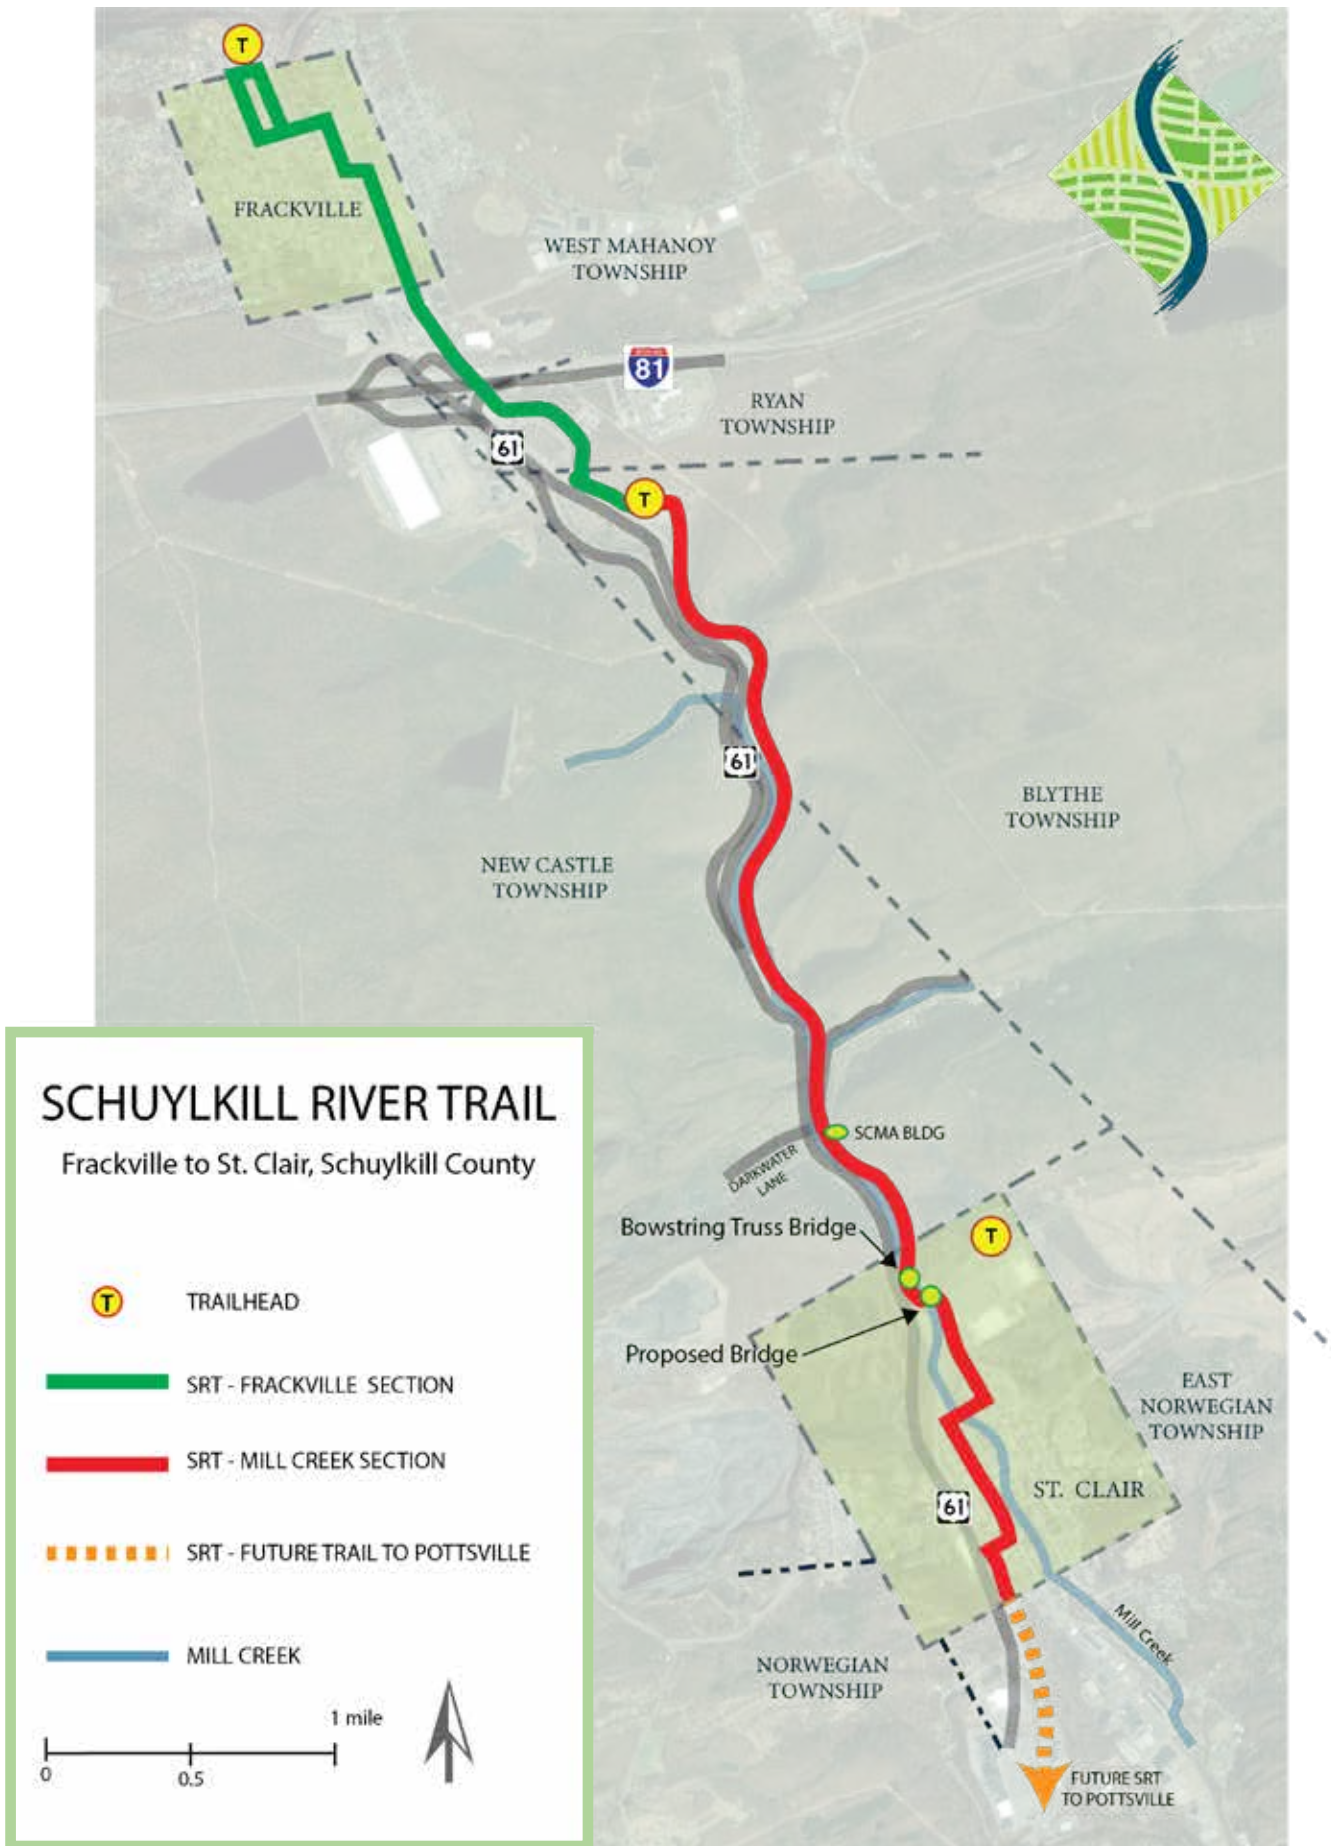 T
FRACKVILLE
WEST MAHANOY
TOWNSHIP
81
RYAN
TOWNSHIP
61
T
61
BLYTHE
TOWNSHIP
NEW CASTLE
TOWNSHIP
SCMA BLDG
DARKWATER
LANE
Bowstring Truss Bridge
T
Proposed Bridge
EAST
NORWEGIAN
TOWNSHIP
ST. CLAIR
61
Mill Creek
NORWEGIAN
TOWNSHIP
FUTURE SRT
TO POTTSVILLE
SCHUYLKILL RIVER TRAIL
Frackville to St. Clair, Schuylkill County
T
TRAILHEAD
SRT - FRACKVILLE SECTION
SRT - MILL CREEK SECTION
SRT - FUTURE TRAIL TO POTTSVILLE
MILL CREEK
1 mile
0
0.5